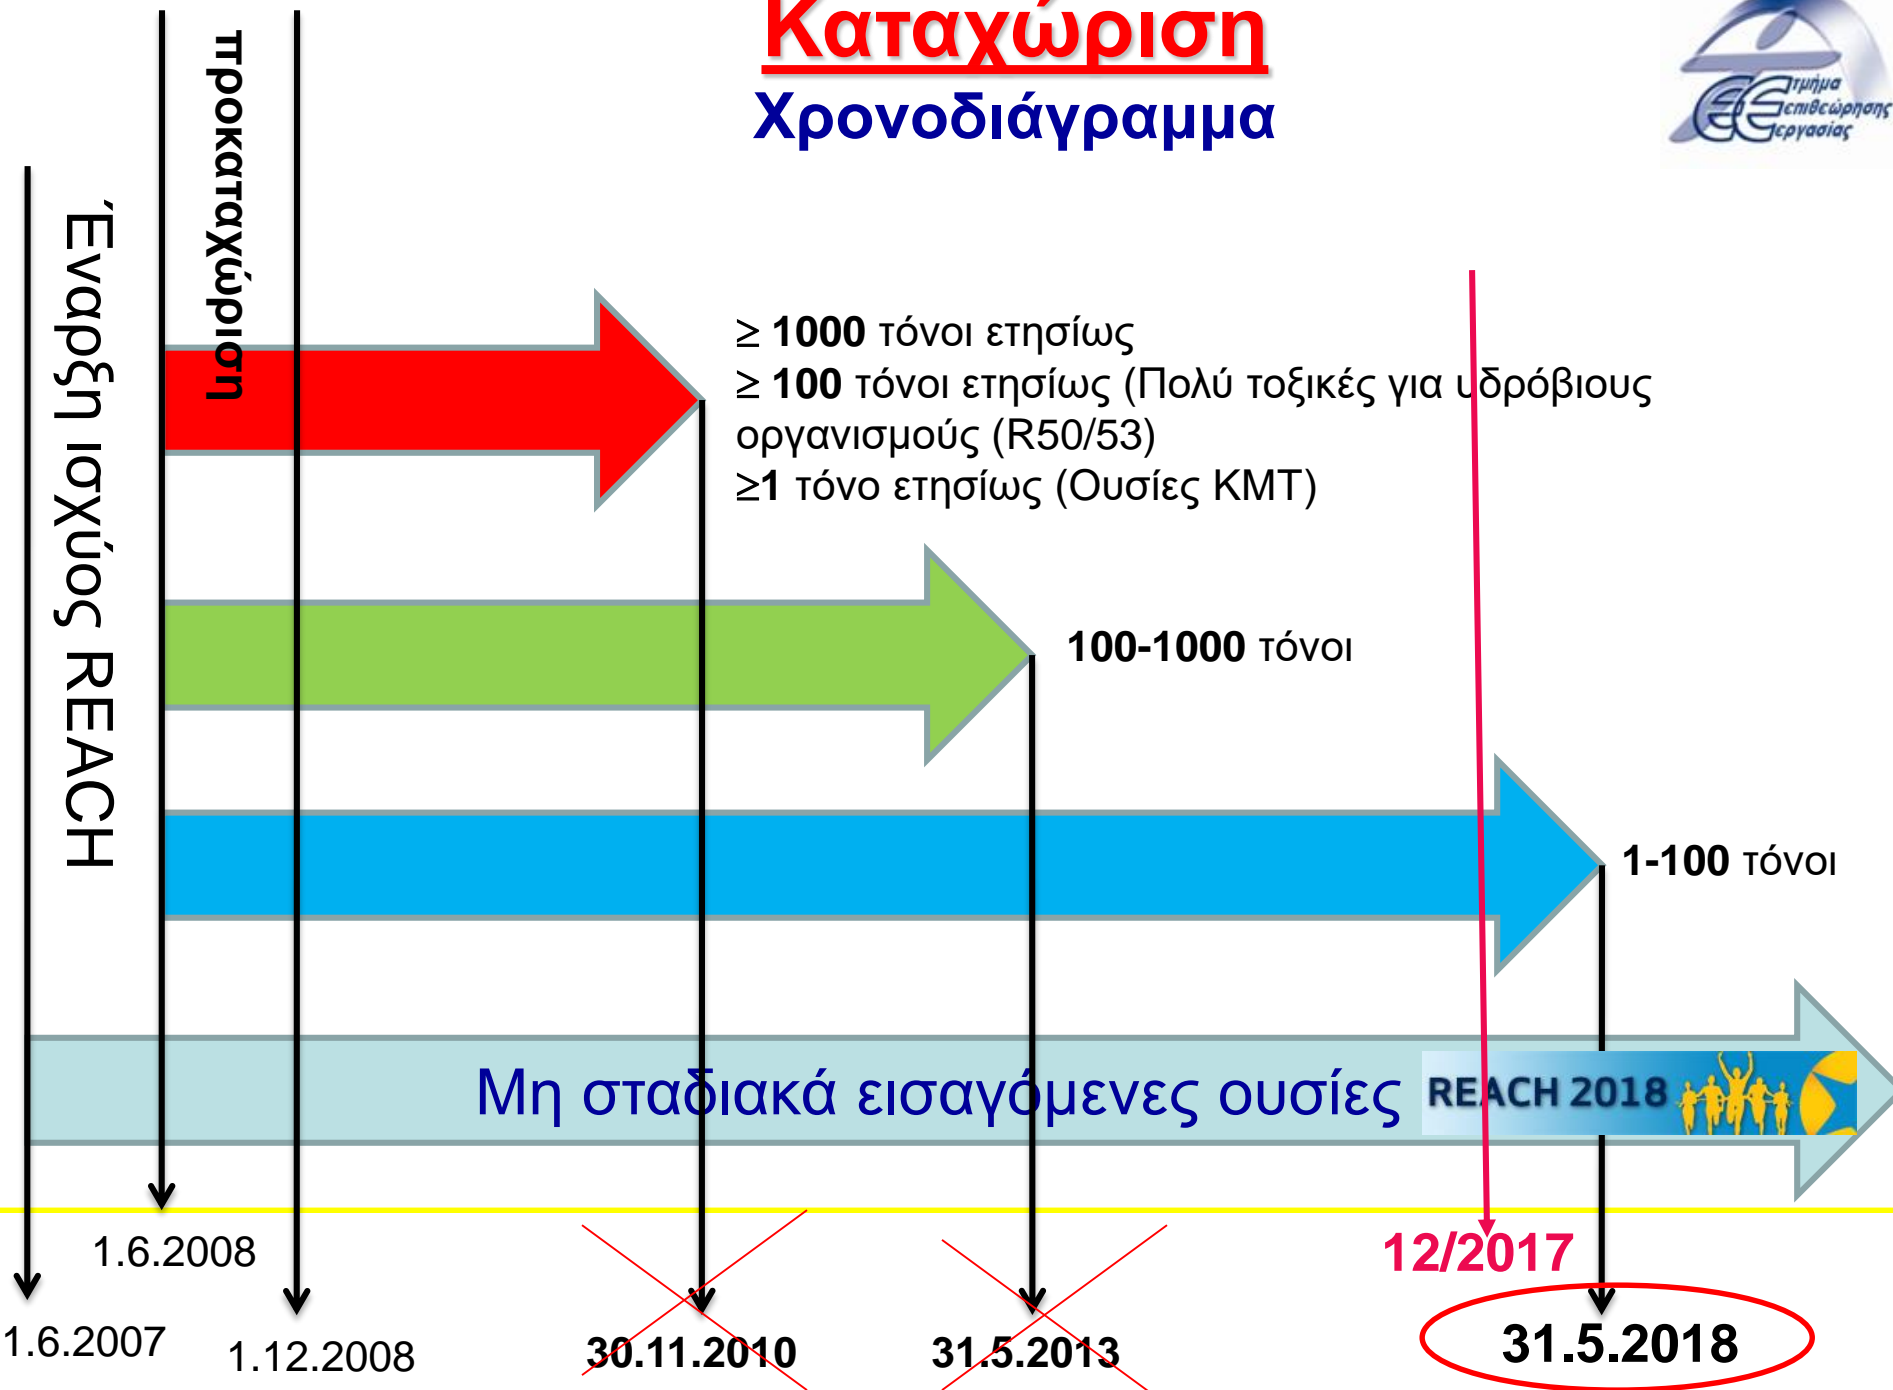 Καταχώριση
Χρονοδιάγραμμα
τμήμα
επιθεώρησης
εργασίας
Έναρξη ισχύος REACH
προκαταχώριση
≥ 1000 τόνοι ετησίως
≥ 100 τόνοι ετησίως (Πολύ τοξικές για υδρόβιους
οργανισμούς (R50/53)
≥1 τόνο ετησίως (Ουσίες ΚΜΤ)
100-1000 τόνοι
1-100 τόνοι
Μη σταδιακά εισαγόμενες ουσίες
REACH 2018
1.6.2008
12/2017
1.6.2007
1.12.2008
30.11.2010
31.5.2013
31.5.2018